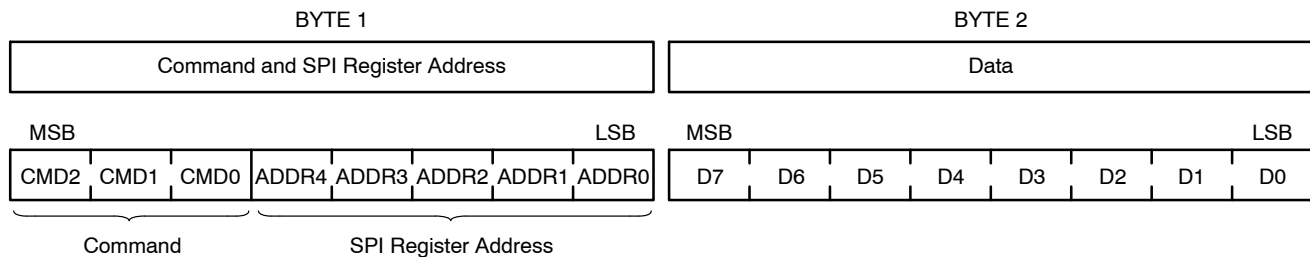 BYTE 1 BYTE 2
Command and SPI Register Address Data
MSB LSB MSB LSB
CMD2 CMD1 CMD0 ADDR4 ADDR3 ADDR2 ADDR1 ADDR0 D7 D6 D5 D4 D3 D2 D1 D0
Command SPI Register Address